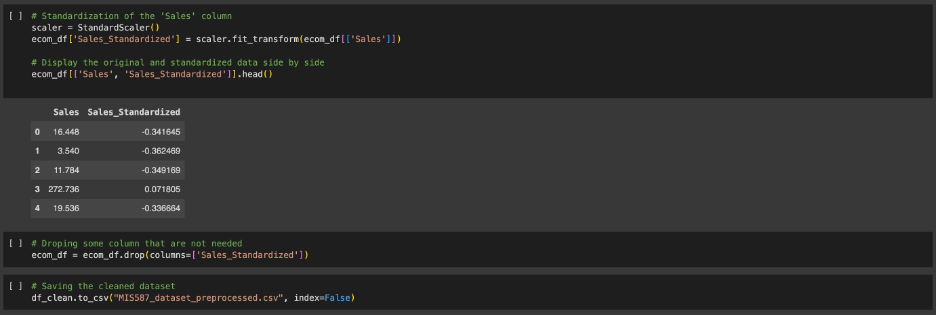 [ ] # Standardization of the 'Sales' column
scaler = StandardScaler()
ecom_df['Sales_Standardized'] = scaler.fit_transform(ecom_df[['Sales']])
# Display the original and standardized data side by side
ecom_df[['Sales', 'Sales_Standardized']].head()
Sales Sales_Standardized
0 16.448 -0.341645
1 3.540 -0.362469
2 11.784 -0.349169
3 272.736 0.071805
4 19.536 -0.336664
[ ] # Droping some column that are not needed
ecom_df = ecom_df.drop(columns=['Sales_Standardized'])
[ ] # Saving the cleaned dataset
df_clean.to_csv("MIS587_dataset_preprocessed.csv", index=False)